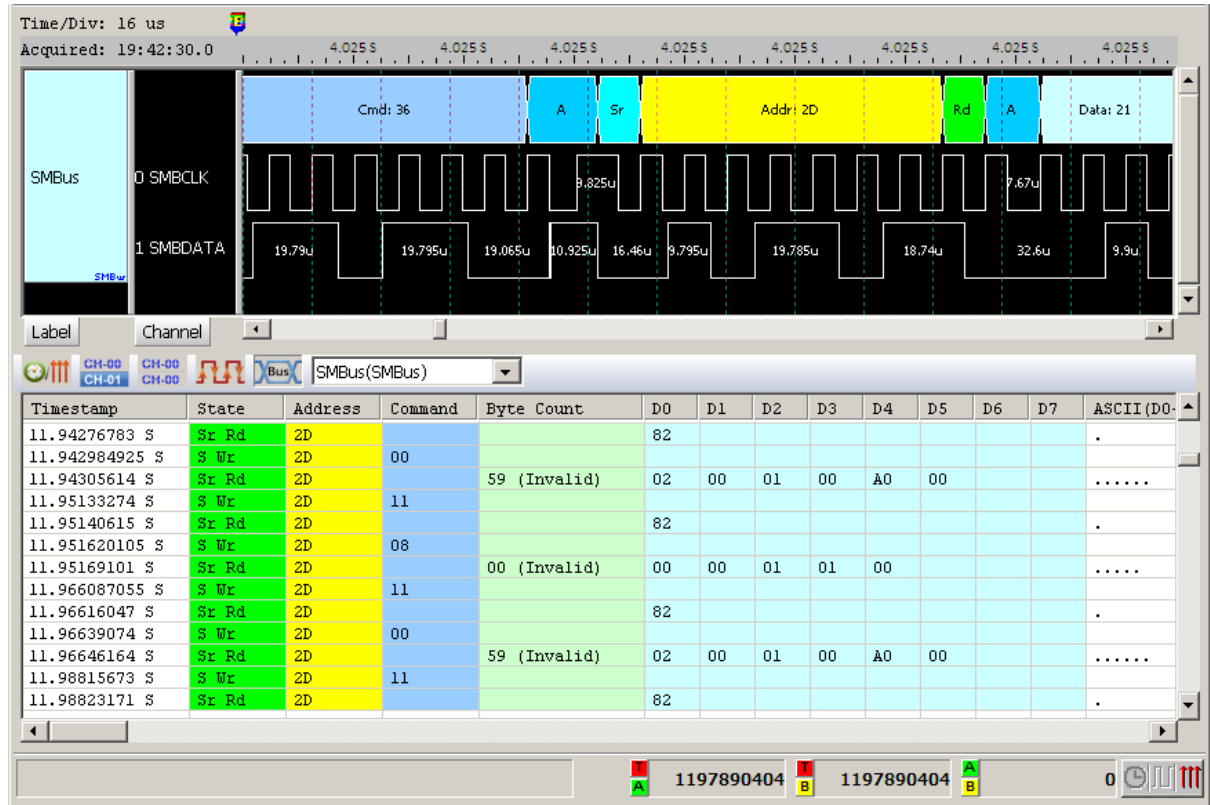 Time/Div: 16 us
Acquired: 19:42:30.0 4.025 S 4.025 S 4.025 S 4.025 S 4.025 S 4.025 S 4.025 S 4.025 S
Cmd: 36 A Sr Addr: 2D Rd A Data: 21
SMBus 0 SMBCLK 9.825u 7.67u
1 SMBDATA 19.79u 19.795u 19.065u 10.925u 16.46u 9.795u 19.785u 18.74u 32.6u 9.9u
SMBus
Label Channel
CH-00 CH-00
CH-01 CH-00 Bus SMBus(SMBus)
Timestamp State Address Command Byte Count D0 D1 D2 D3 D4 D5 D6 D7 ASCII(D0-
11.94276783 S Sr Rd 2D 82 .
11.942984925 S S Wr 2D 00
11.94305614 S Sr Rd 2D 59 (Invalid) 02 00 01 00 A0 00 ......
11.95133274 S S Wr 2D 11
11.95140615 S Sr Rd 2D 82 .
11.951620105 S S Wr 2D 08
11.95169101 S Sr Rd 2D 00 (Invalid) 00 00 01 01 00 .....
11.966087055 S S Wr 2D 11
11.96616047 S Sr Rd 2D 82 .
11.96639074 S S Wr 2D 00
11.96646164 S Sr Rd 2D 59 (Invalid) 02 00 01 00 A0 00 ......
11.98815673 S S Wr 2D 11
11.98823171 S Sr Rd 2D 82 .
T A 1197890404 T B 1197890404 A B 0